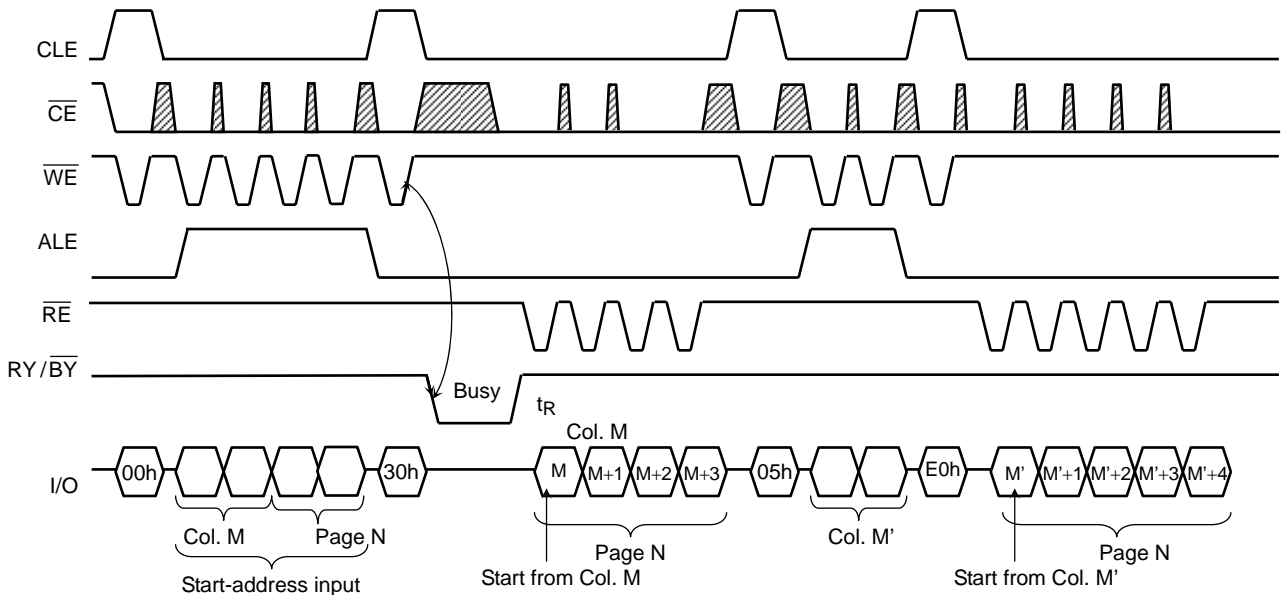 CLE
CE
WE
ALE
RE
RY/BY
Busy
tR
Col. M
I/O
00h
30h
M
M+1
M+2
M+3
05h
E0h
M'
M'+1
M'+2
M'+3
M'+4
Col. M
Page N
Page N
Col. M'
Page N
Start-address input
Start from Col. M
Start from Col. M'